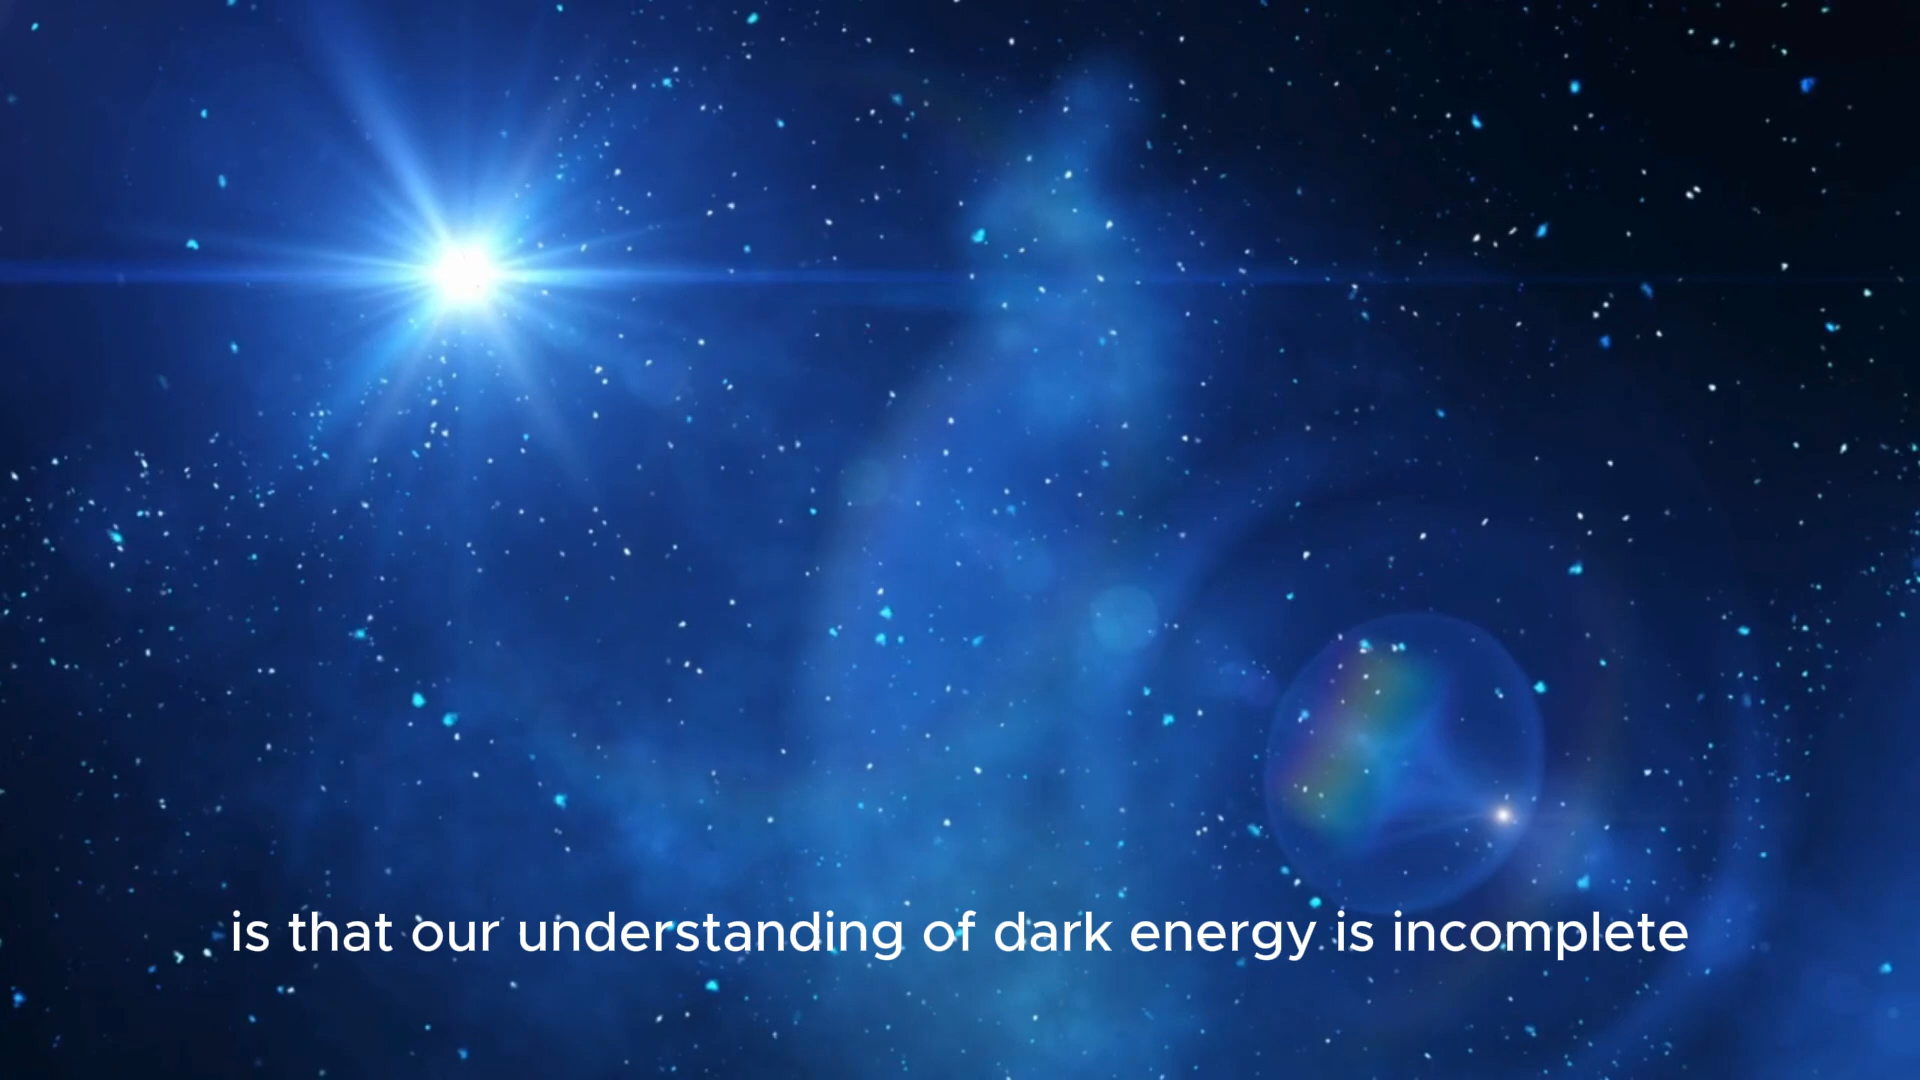 is that our understanding of dark energy is incomplete